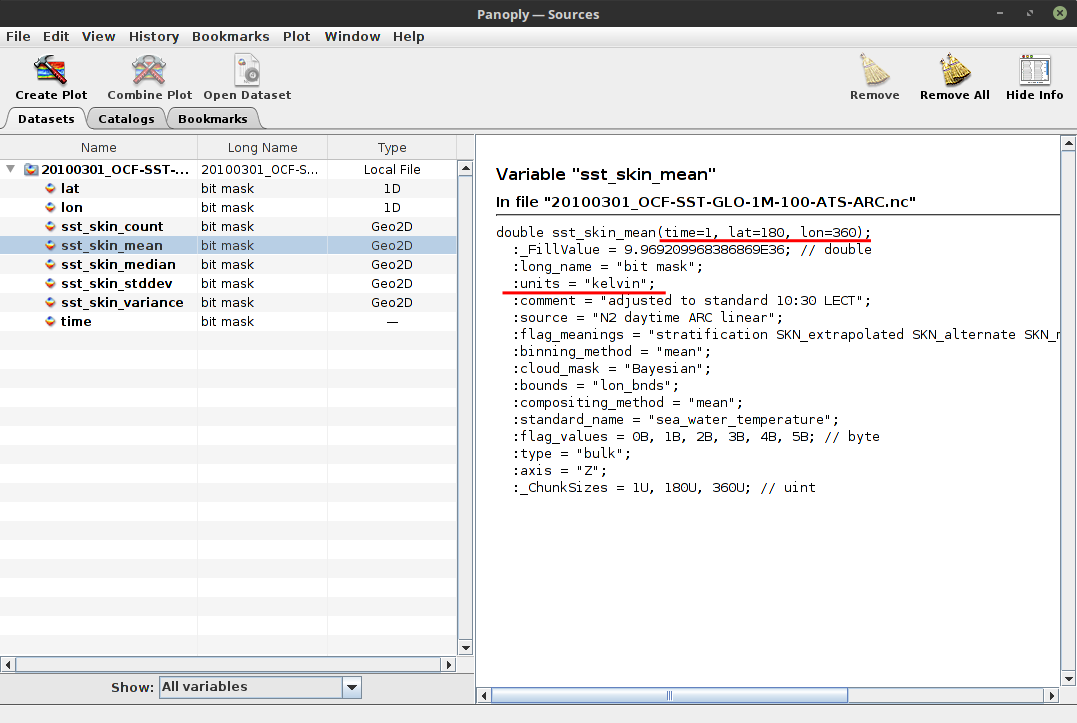 Panoply — Sources
File Edit View History Bookmarks Plot Window Help
Create Plot Combine Plot Open Dataset Remove Remove All Hide Info
Datasets Catalogs Bookmarks
Name Long Name Type
20100301_OCF-SST-... 20100301_OCF-S... Local File
lat bit mask 1D
lon bit mask 1D
sst_skin_count bit mask Geo2D
sst_skin_mean bit mask Geo2D
sst_skin_median bit mask Geo2D
sst_skin_stddev bit mask Geo2D
sst_skin_variance bit mask Geo2D
time bit mask —
Show: All variables
Variable "sst_skin_mean"
In file "20100301_OCF-SST-GLO-1M-100-ATS-ARC.nc"
double sst_skin_mean(time=1, lat=180, lon=360);
:_FillValue = 9.969209968386869E36; // double
:long_name = "bit mask";
:units = "kelvin";
:comment = "adjusted to standard 10:30 LECT";
:source = "N2 daytime ARC linear";
:flag_meanings = "stratification SKN_extrapolated SKN_alternate
:binning_method = "mean";
:cloud_mask = "Bayesian";
:bounds = "lon_bnds";
:compositing_method = "mean";
:standard_name = "sea_water_temperature";
:flag_values = 0B, 1B, 2B, 3B, 4B, 5B; // byte
:type = "bulk";
:axis = "Z";
:_ChunkSizes = 1U, 180U, 360U; // uint